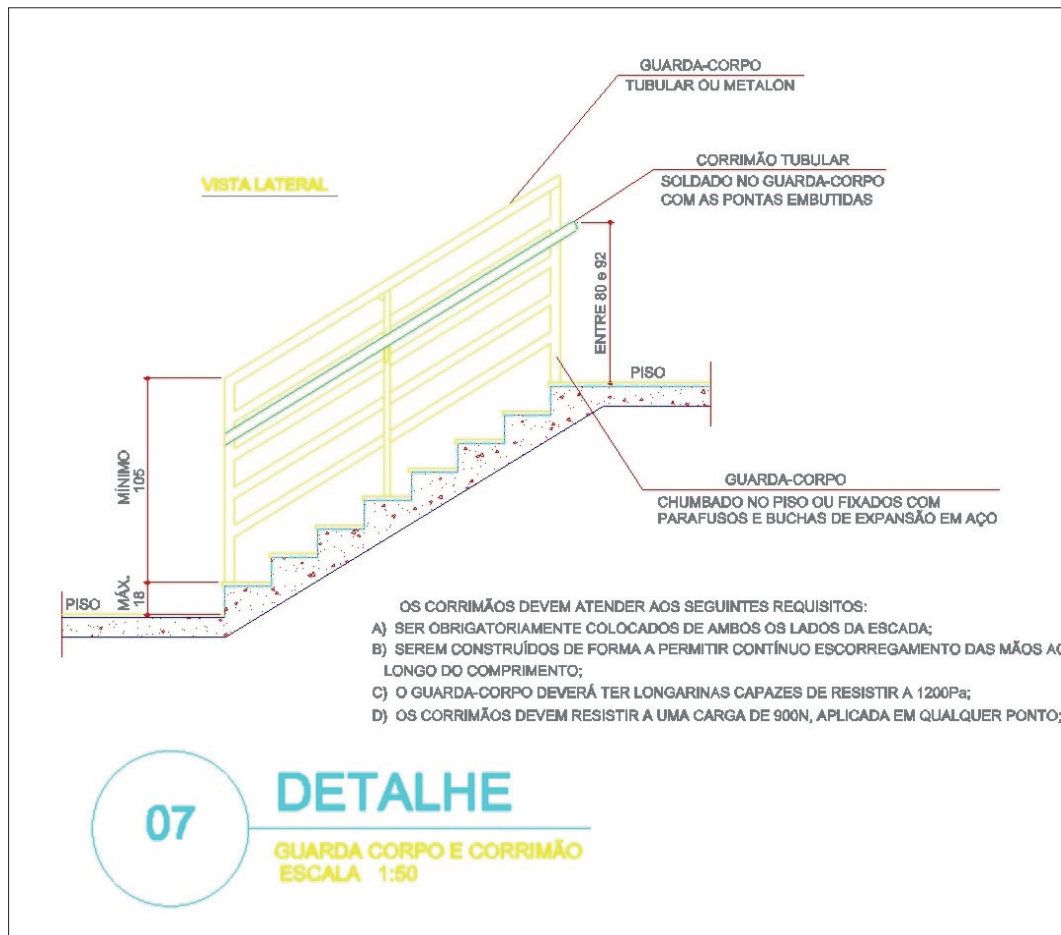 GUARDA-CORPO
TUBULAR OU METALON
VISTA LATERAL
CORRIMÃO TUBULAR
SOLDADO NO GUARDA-CORPO
COM AS PONTAS EMBUTIDAS
ENTRE 80 e 92
PISO
MÍNIMO
105
GUARDA-CORPO
CHUMBADO NO PISO OU FIXADOS COM
PARAFUSOS E BUCHAS DE EXPANSÃO EM AÇO
PISO
MÁX.
18
OS CORRIMÃOS DEVEM ATENDER AOS SEGUINTES REQUISITOS:
A) SER OBRIGATORIAMENTE COLOCADOS DE AMBOS OS LADOS DA ESCADA;
B) SEREM CONSTRUÍDOS DE FORMA A PERMITIR CONTÍNUO ESCORREGAMENTO DAS MÃOS AO
LONGO DO COMPRIMENTO;
C) O GUARDA-CORPO DEVERÁ TER LONGARINAS CAPAZES DE RESISTIR A 1200Pa;
D) OS CORRIMÃOS DEVEM RESISTIR A UMA CARGA DE 900N, APLICADA EM QUALQUER PONTO;
07
DETALHE
GUARDA CORPO E CORRIMÃO
ESCALA 1:50